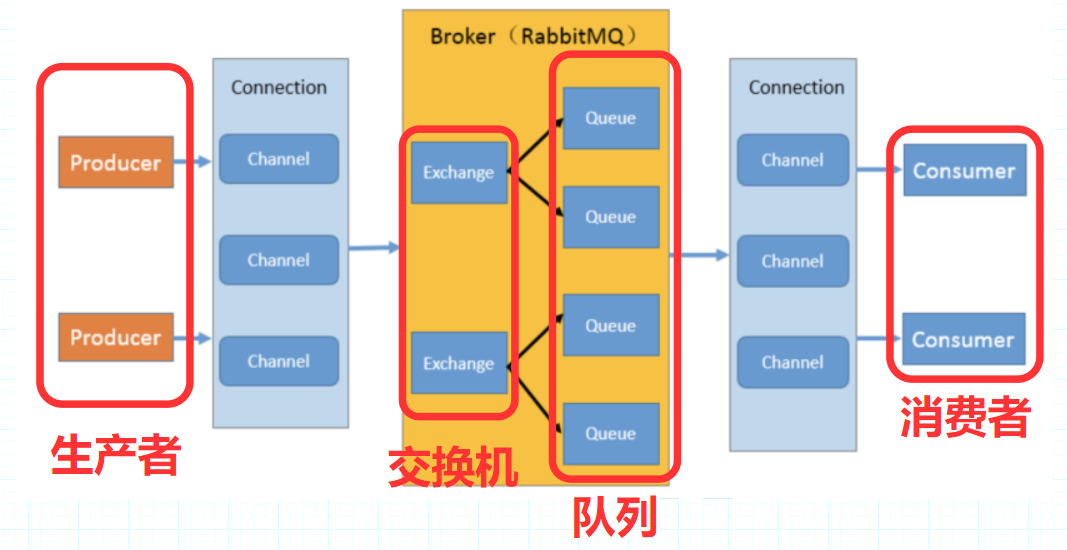 Broker（RabbitMQ）
Connection
Connection
Producer
Channel
Exchange
Queue
Channel
Consumer
Channel
Queue
Channel
Producer
Channel
Exchange
Queue
Channel
Consumer
Queue
生产者
交换机
队列
消费者